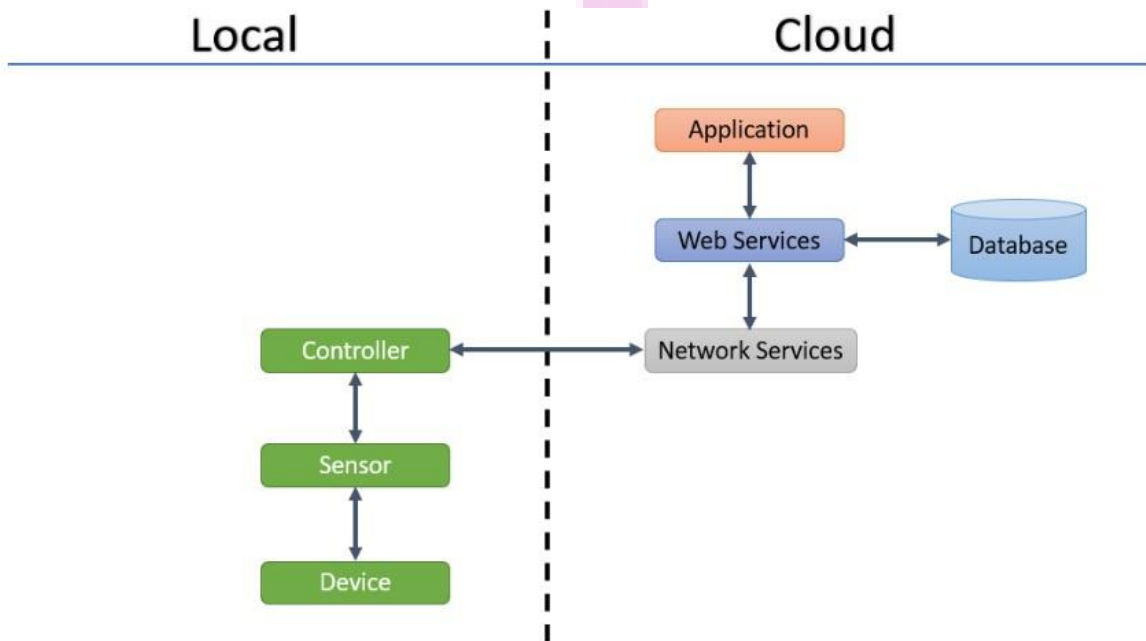 Local
Cloud
Application
Web Services
Database
Controller
Network Services
Sensor
Device